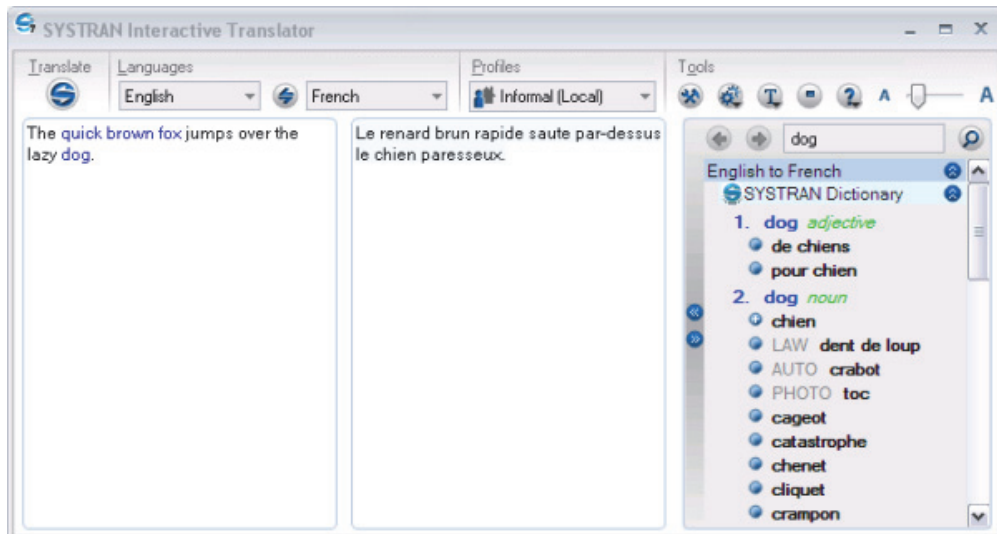 SYSTRAN Interactive Translator
Translate Languages Profiles Tools
English French Informal (Local) A A
The quick brown fox jumps over the
lazy dog.
Le renard brun rapide saute par-dessus
le chien paresseux.
dog
English to French
SYSTRAN Dictionary
1. dog adjective
de chiens
pour chien
2. dog noun
chien
LAW dent de loup
AUTO crabot
PHOTO toc
cageot
catastrophe
chenet
cliquet
crampon